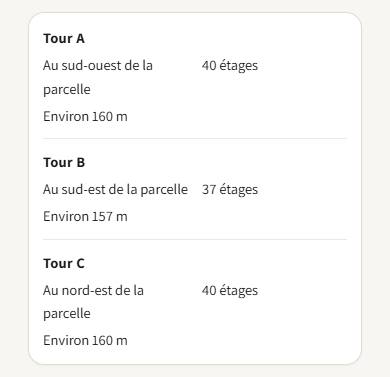 Tour A
Au sud-ouest de la 40 étages
parcelle
Environ 160 m
Tour B
Au sud-est de la parcelle 37 étages
Environ 157 m
Tour C
Au nord-est de la 40 étages
parcelle
Environ 160 m